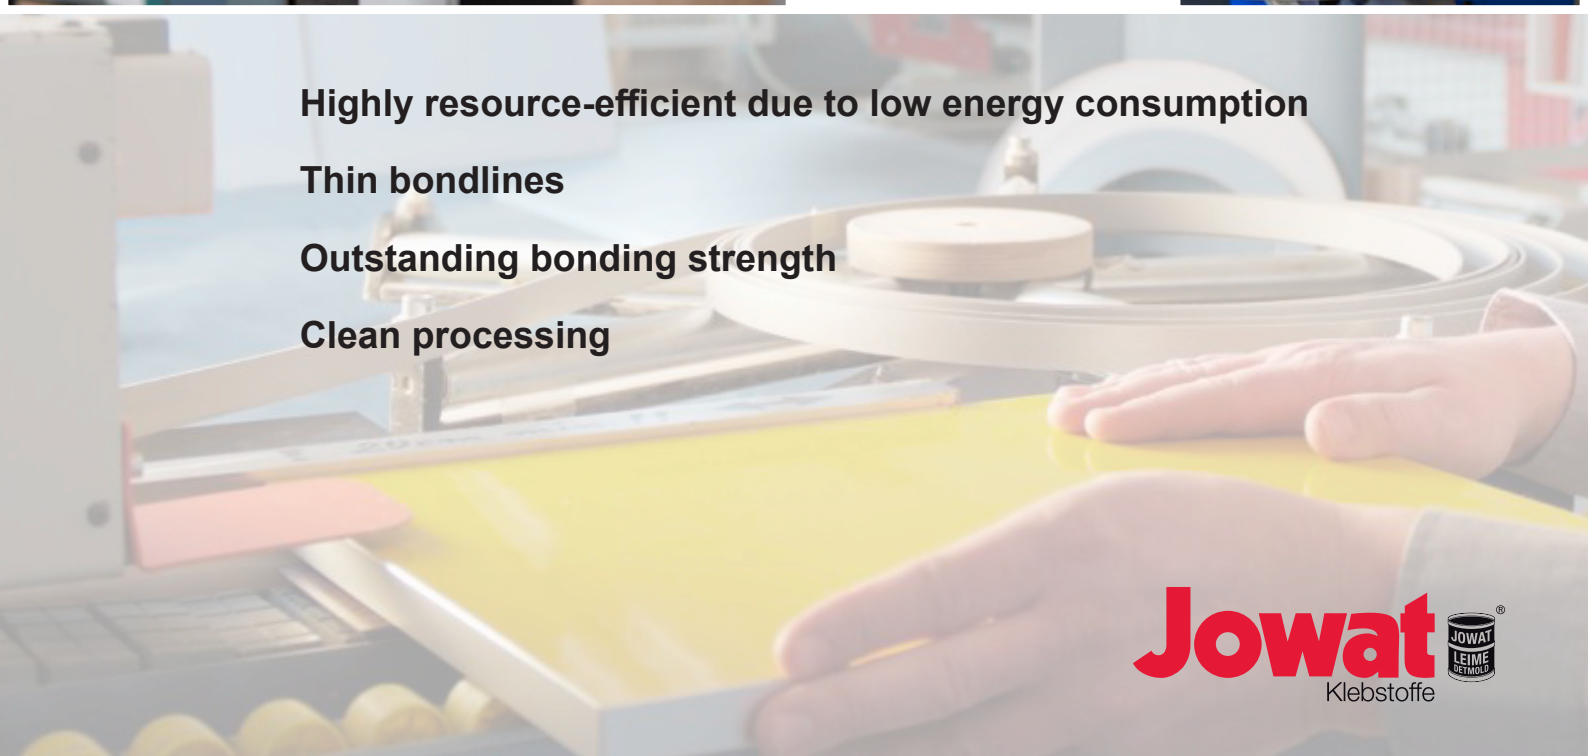 Highly resource-efficient due to low energy consumption
Thin bondlines
Outstanding bonding strength
Clean processing
Jowat
Klebstoffe
®
JOWAT
LEIME
DETMOLD